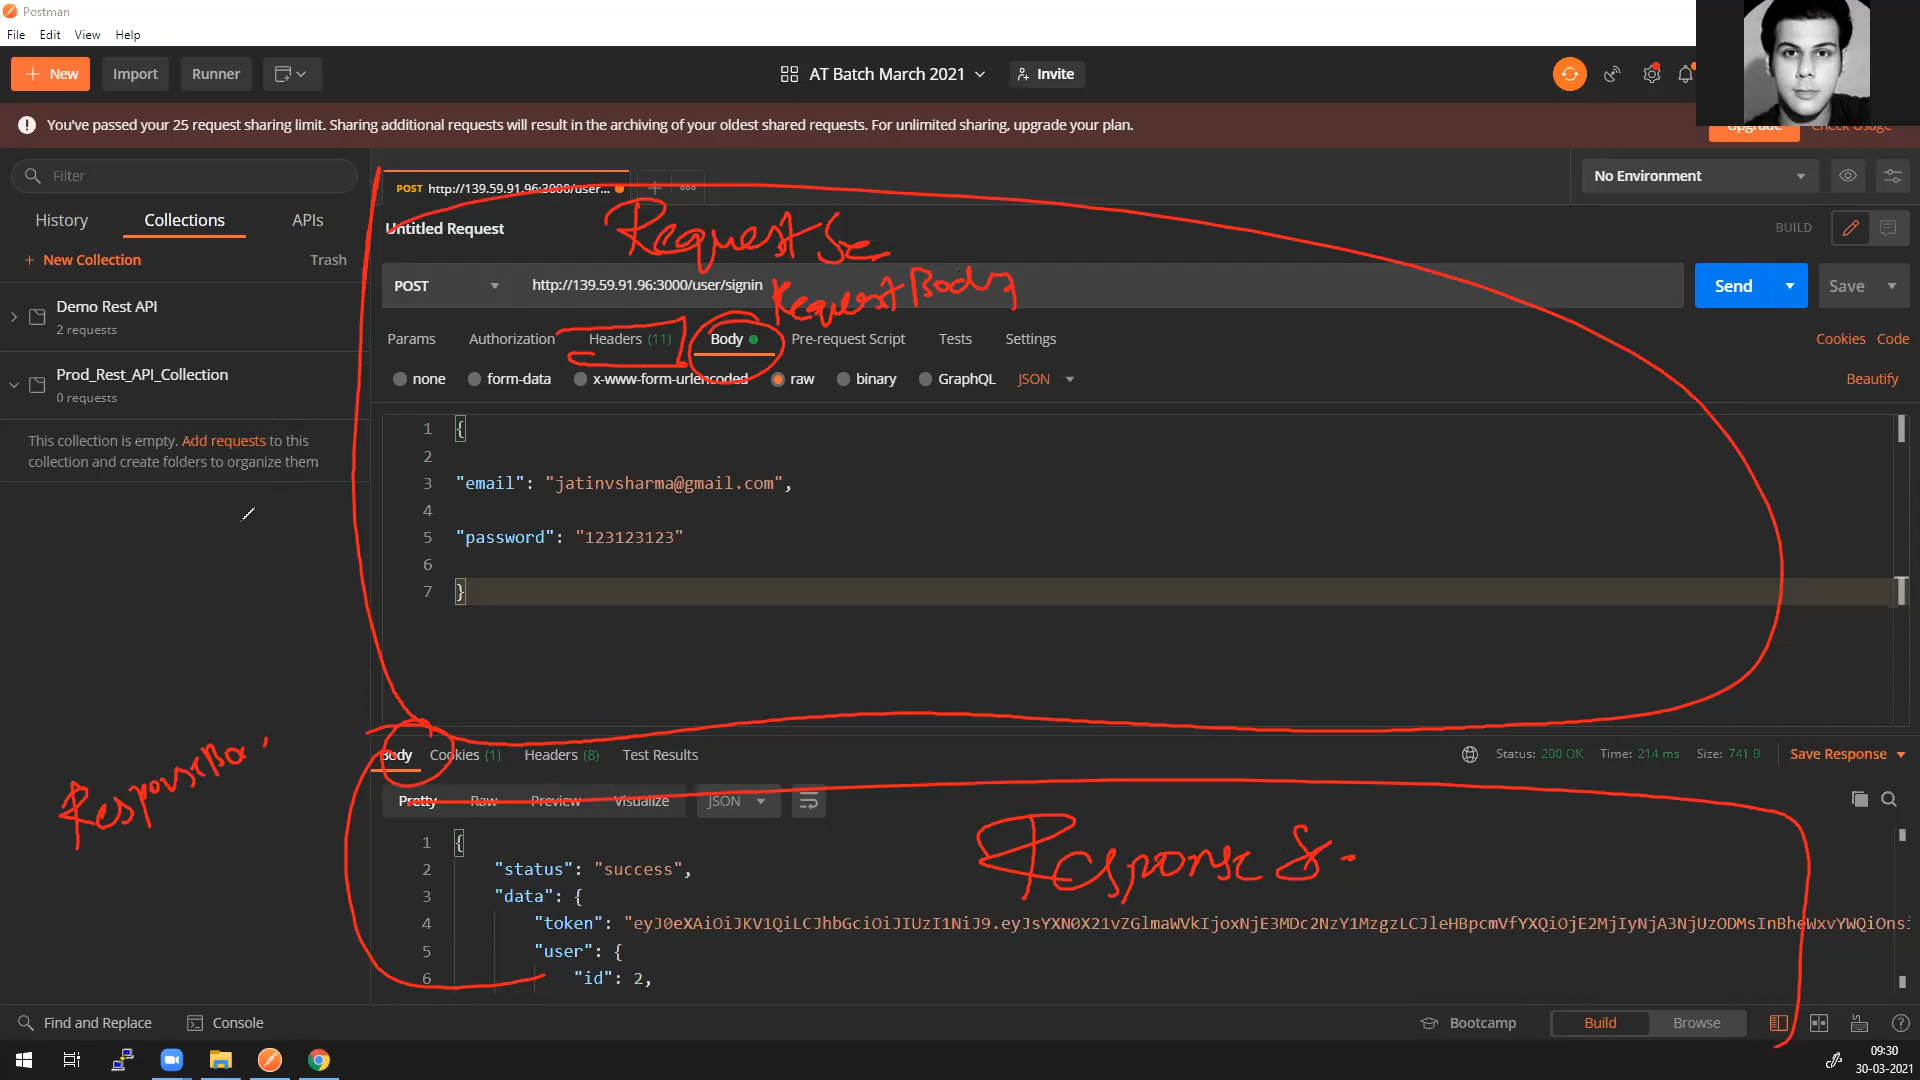 Postman
File Edit View Help
New Import Runner
AT Batch March 2021 Invite
You've passed your 25 request sharing limit. Sharing additional requests will result in the archiving of your oldest shared requests. For unlimited sharing, upgrade your plan.
Upgrade Check Usage
Filter
POST http://139.59.91.96:3000/user...
No Environment
History Collections APIs
Untitled Request
Request Se
BUILD
+ New Collection Trash
POST http://139.59.91.96:3000/user/signin
Request Body
Send Save
Demo Rest API
2 requests
Params Authorization Headers (11) Body Pre-request Script Tests Settings Cookies Code
none form-data x-www-form-urlencoded raw binary GraphQL JSON Beautify
Prod_Rest_API_Collection
0 requests
This collection is empty. Add requests to this
collection and create folders to organize them
1 {
2
3 "email": "jatinvsharma@gmail.com",
4
5 "password": "123123123"
6
7 }
Body Cookies (1) Headers (8) Test Results Status: 200 OK Time: 214 ms Size: 741 B Save Response
Pretty Raw Preview Visualize JSON
Response Bo
Response S
1 {
2 "status": "success",
3 "data": {
4 "token": "eyJ0eXAiOiJKV1QiLCJhbGciOiJIUzI1NiJ9.eyJsYXN0X21vZGlmaWVkIjoxNjE3MDc2NzY1MzgzLCJleHBpcmVfYXQiOjE2MjIyNjA3NjUzODMsInBheWxvYWQiOnsi
5 "user": {
6 "id": 2,
Find and Replace Console Bootcamp Build Browse
09:30
30-03-2021